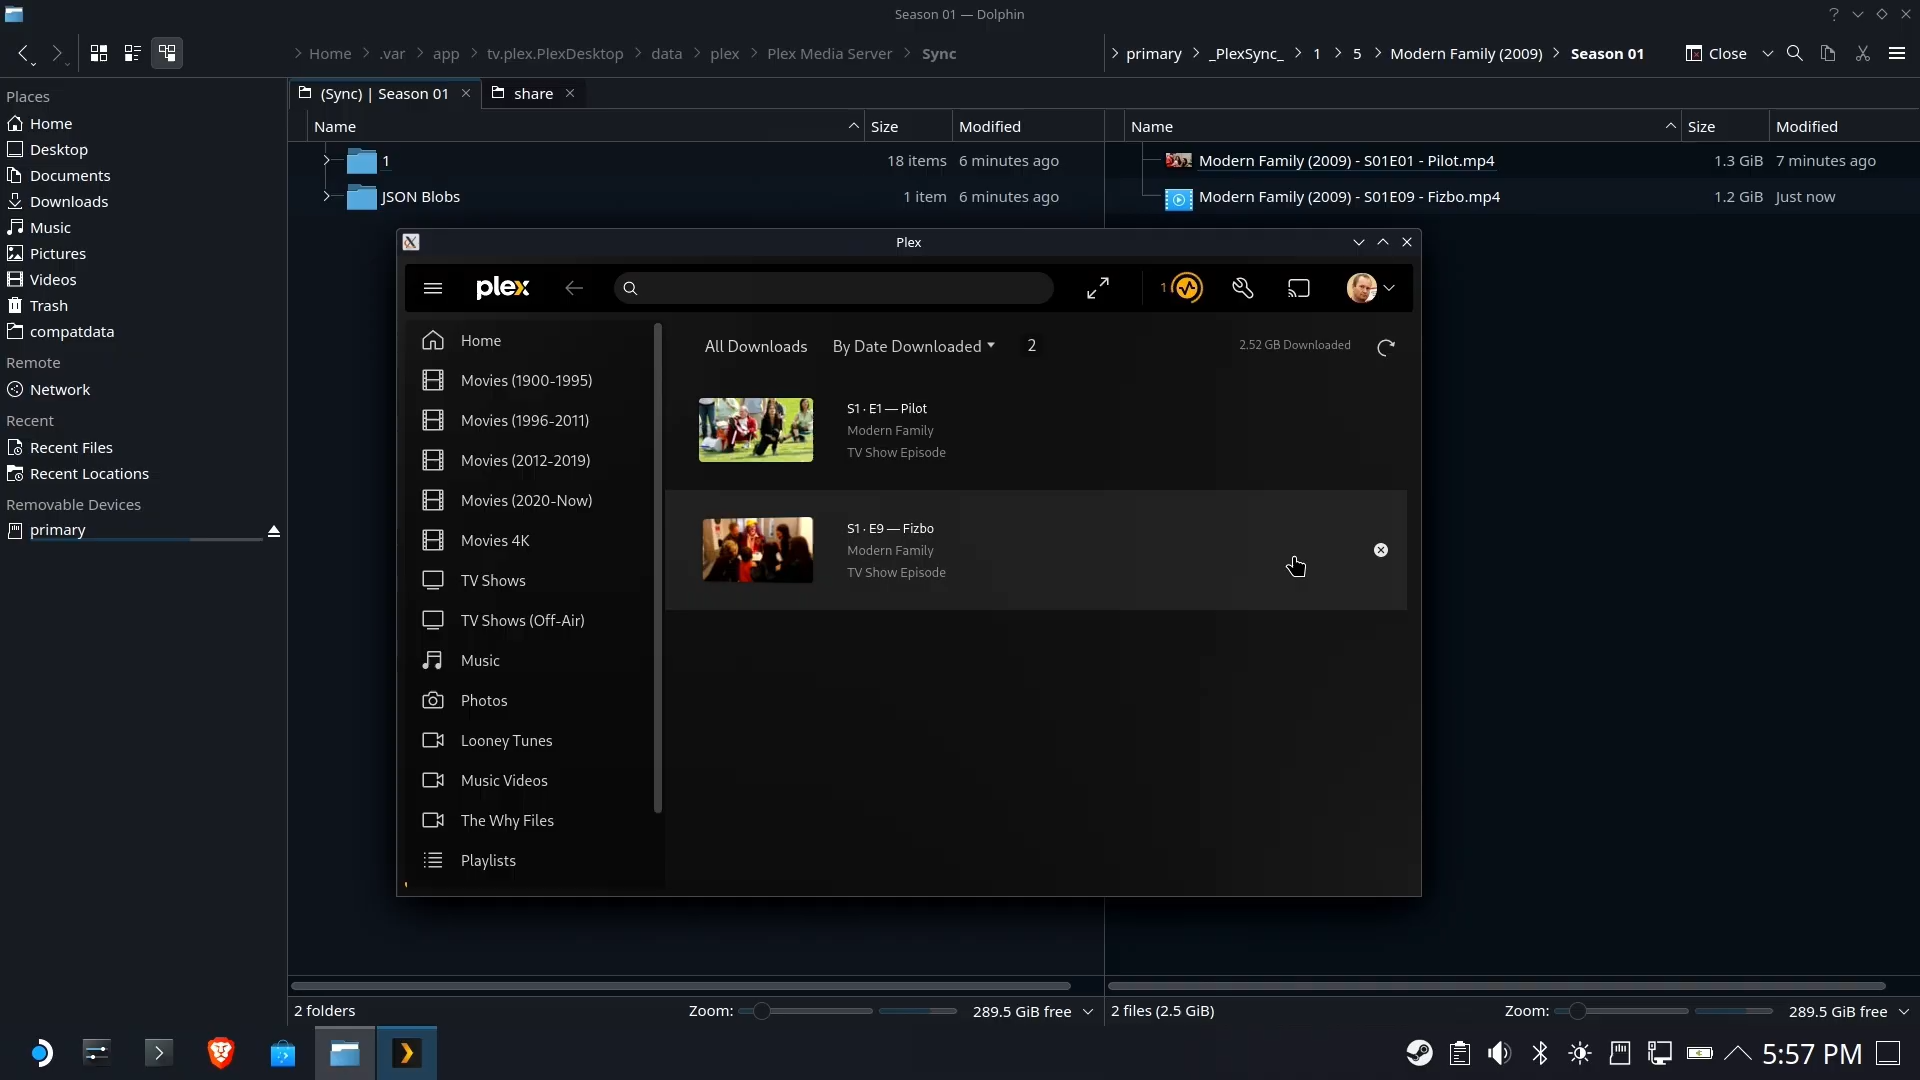 Season 01 — Dolphin
Home .var app tv.plex.PlexDesktop data plex Plex Media Server Sync
primary _PlexSync_ 1 5 Modern Family (2009) Season 01 Close
Places
Home
Desktop
Documents
Downloads
Music
Pictures
Videos
Trash
compatdata
Remote
Network
Recent
Recent Files
Recent Locations
Removable Devices
primary
(Sync) | Season 01
share
Name Size Modified
1 18 items 6 minutes ago
JSON Blobs 1 item 6 minutes ago
Name Size Modified
Modern Family (2009) - S01E01 - Pilot.mp4 1.3 GiB 7 minutes ago
Modern Family (2009) - S01E09 - Fizbo.mp4 1.2 GiB Just now
Plex
plex
1
Home
Movies (1900-1995)
Movies (1996-2011)
Movies (2012-2019)
Movies (2020-Now)
Movies 4K
TV Shows
TV Shows (Off-Air)
Music
Photos
Looney Tunes
Music Videos
The Why Files
Playlists
All Downloads By Date Downloaded 2
2.52 GB Downloaded
S1 · E1 — Pilot
Modern Family
TV Show Episode
S1 · E9 — Fizbo
Modern Family
TV Show Episode
2 folders Zoom: 289.5 GiB free
2 files (2.5 GiB) Zoom: 289.5 GiB free
5:57 PM